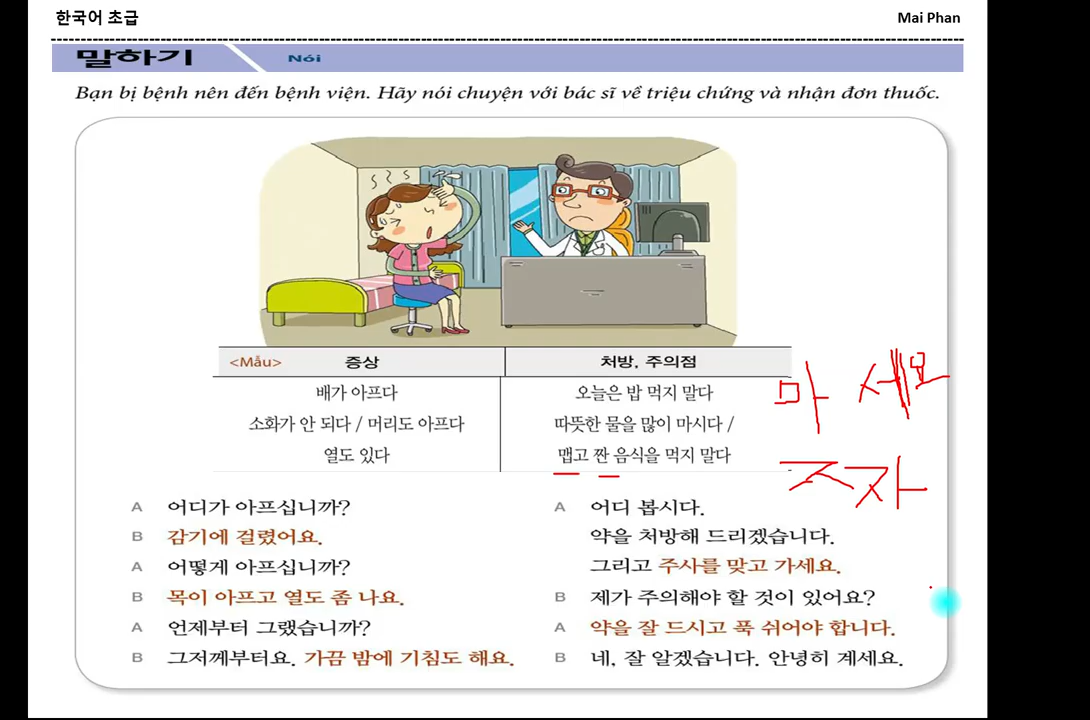 한국어 초급
Mai Phan
말하기
Nói
Bạn bị bệnh nên đến bệnh viện. Hãy nói chuyện với bác sĩ về triệu chứng và nhận đơn thuốc.
<Mẫu> 증상
처방, 주의점
배가 아프다
오늘은 밥 먹지 말다
소화가 안 되다 / 머리도 아프다
따뜻한 물을 많이 마시다 /
열도 있다
맵고 짠 음식을 먹지 말다
마 세요
A 어디가 아프십니까?
B 감기에 걸렸어요.
A 어떻게 아프십니까?
B 목이 아프고 열도 좀 나요.
A 언제부터 그랬습니까?
B 그저께부터요. 가끔 밤에 기침도 해요.
A 어디 봅시다.
약을 처방해 드리겠습니다.
그리고 주사를 맞고 가세요.
B 제가 주의해야 할 것이 있어요?
A 약을 잘 드시고 푹 쉬어야 합니다.
B 네, 잘 알겠습니다. 안녕히 계세요.